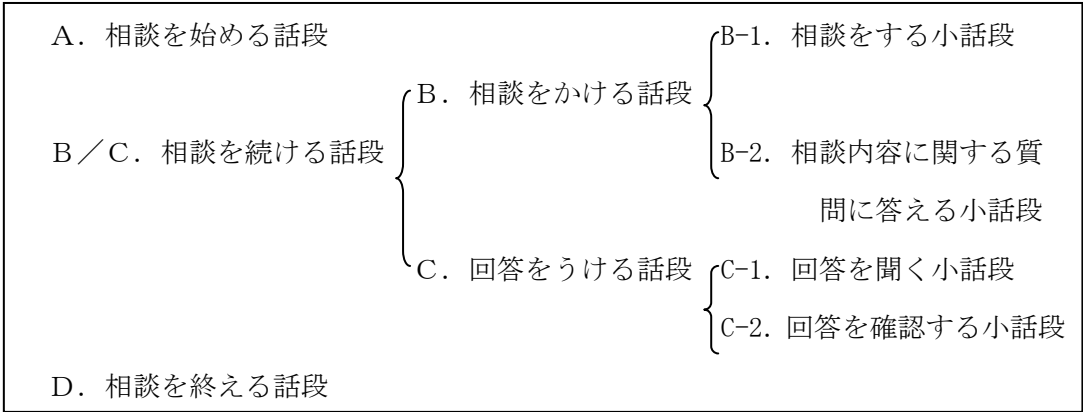 A．相談を始める話段
B-1. 相談をする小話段
B．相談をかける話段
B／C．相談を続ける話段
B-2. 相談内容に関する質
問に答える小話段
C．回答をうける話段
C-1. 回答を聞く小話段
C-2. 回答を確認する小話段
D．相談を終える話段